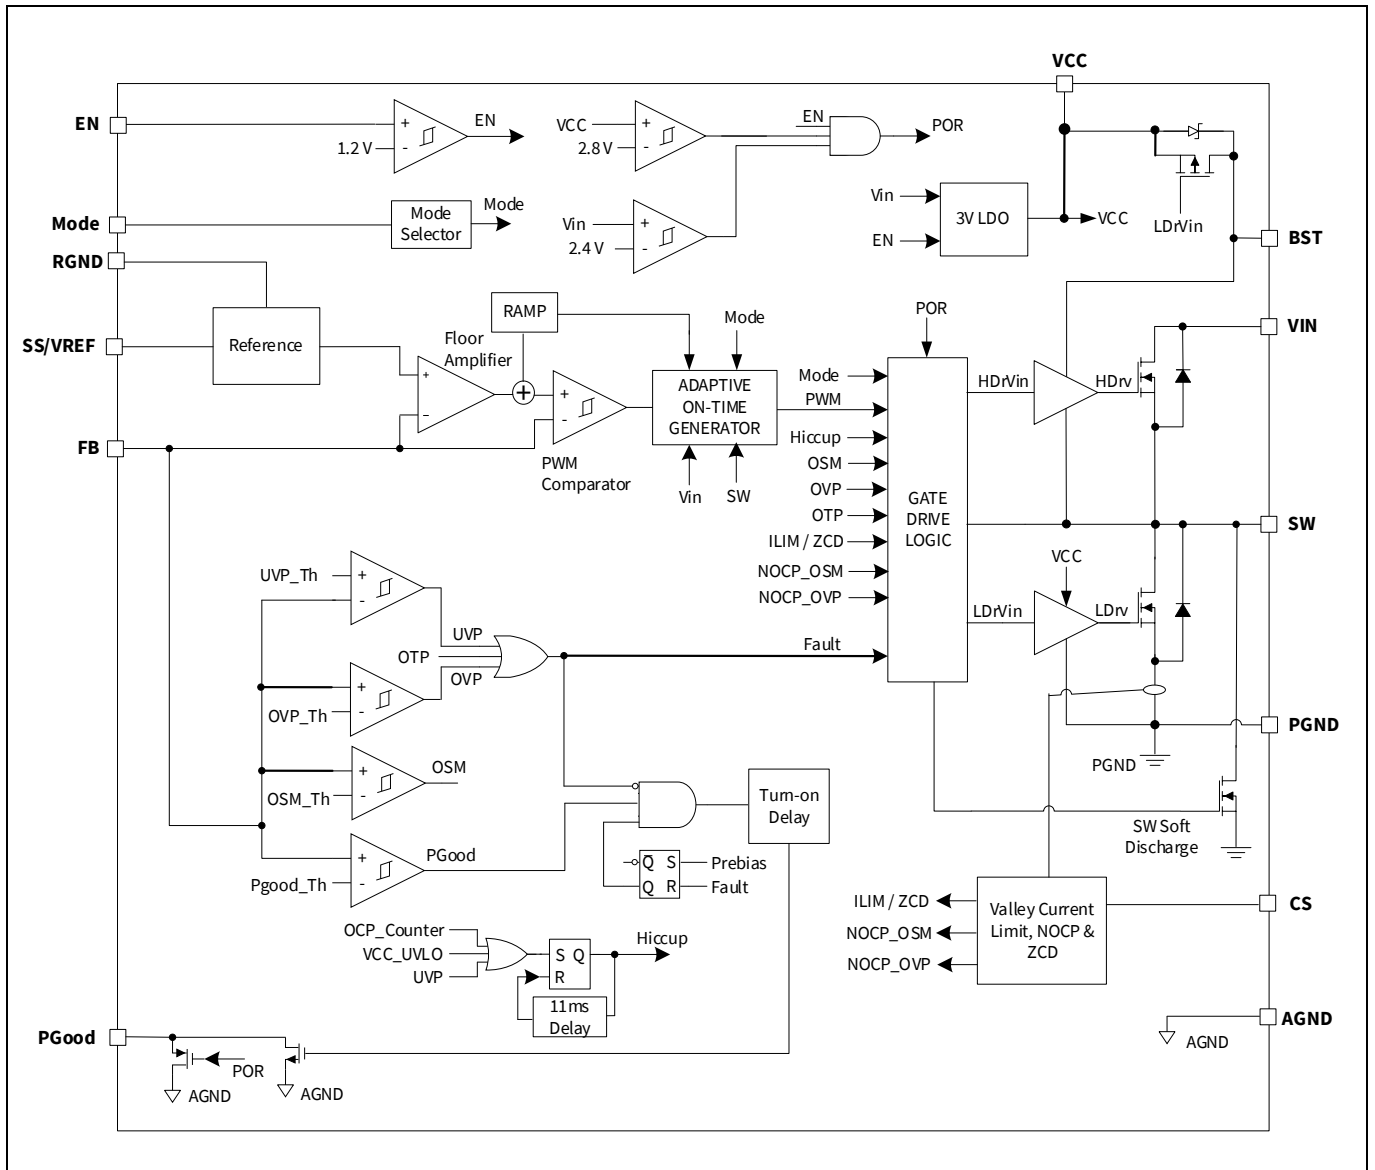 VCC
EN
+
-
1.2 V
EN
VCC
2.8 V
+
-
EN
POR
Mode
Mode
Selector
Mode
Vin
2.4 V
+
-
Vin
EN
3V LDO
VCC
LDrVin
BST
RGND
SS/VREF
Reference
Floor
Amplifier
+
-
RAMP
+
+
-
PWM
Comparator
Mode
ADAPTIVE
ON-TIME
GENERATOR
Vin
SW
FB
POR
Mode
PWM
Hiccup
OSM
OVP
OTP
ILIM / ZCD
NOCP_OSM
NOCP_OVP
Fault
GATE
DRIVE
LOGIC
HDrVin
HDrv
VIN
SW
VCC
LDrVin
LDrv
PGND
PGND
SW Soft
Discharge
UVP_Th
+
-
UVP
OTP
OVP
+
-
OVP_Th
+
-
OSM_Th
OSM
+
-
Pgood_Th
PGood
Turn-on
Delay
Q̅ S
Q R
Prebias
Fault
OCP_Counter
VCC_UVLO
UVP
S Q
R
11ms
Delay
Hiccup
ILIM / ZCD
NOCP_OSM
NOCP_OVP
Valley Current
Limit, NOCP &
ZCD
CS
AGND
AGND
PGood
POR
AGND
AGND